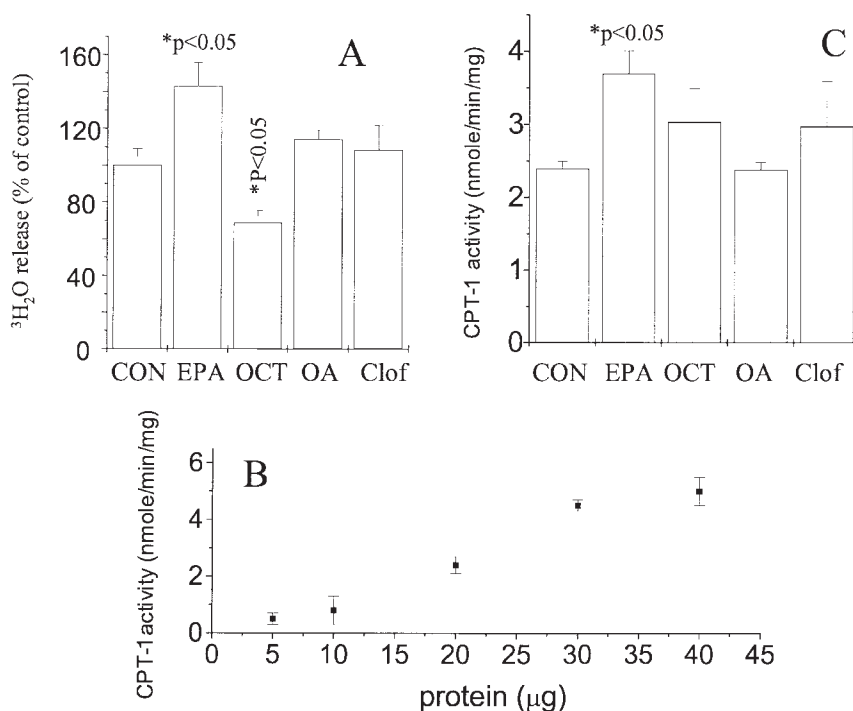 *p<0.05
A
*P<0.05
³H₂O release (% of control)
160
120
80
40
0
CON EPA OCT OA Clof
*p<0.05
C
CPT-1 activity (nmole/min/mg)
4
3
2
1
0
CON EPA OCT OA Clof
B
CPT-1 activity (nmole/min/mg)
6
4
2
0
0 5 10 15 20 25 30 35 40 45
protein (μg)